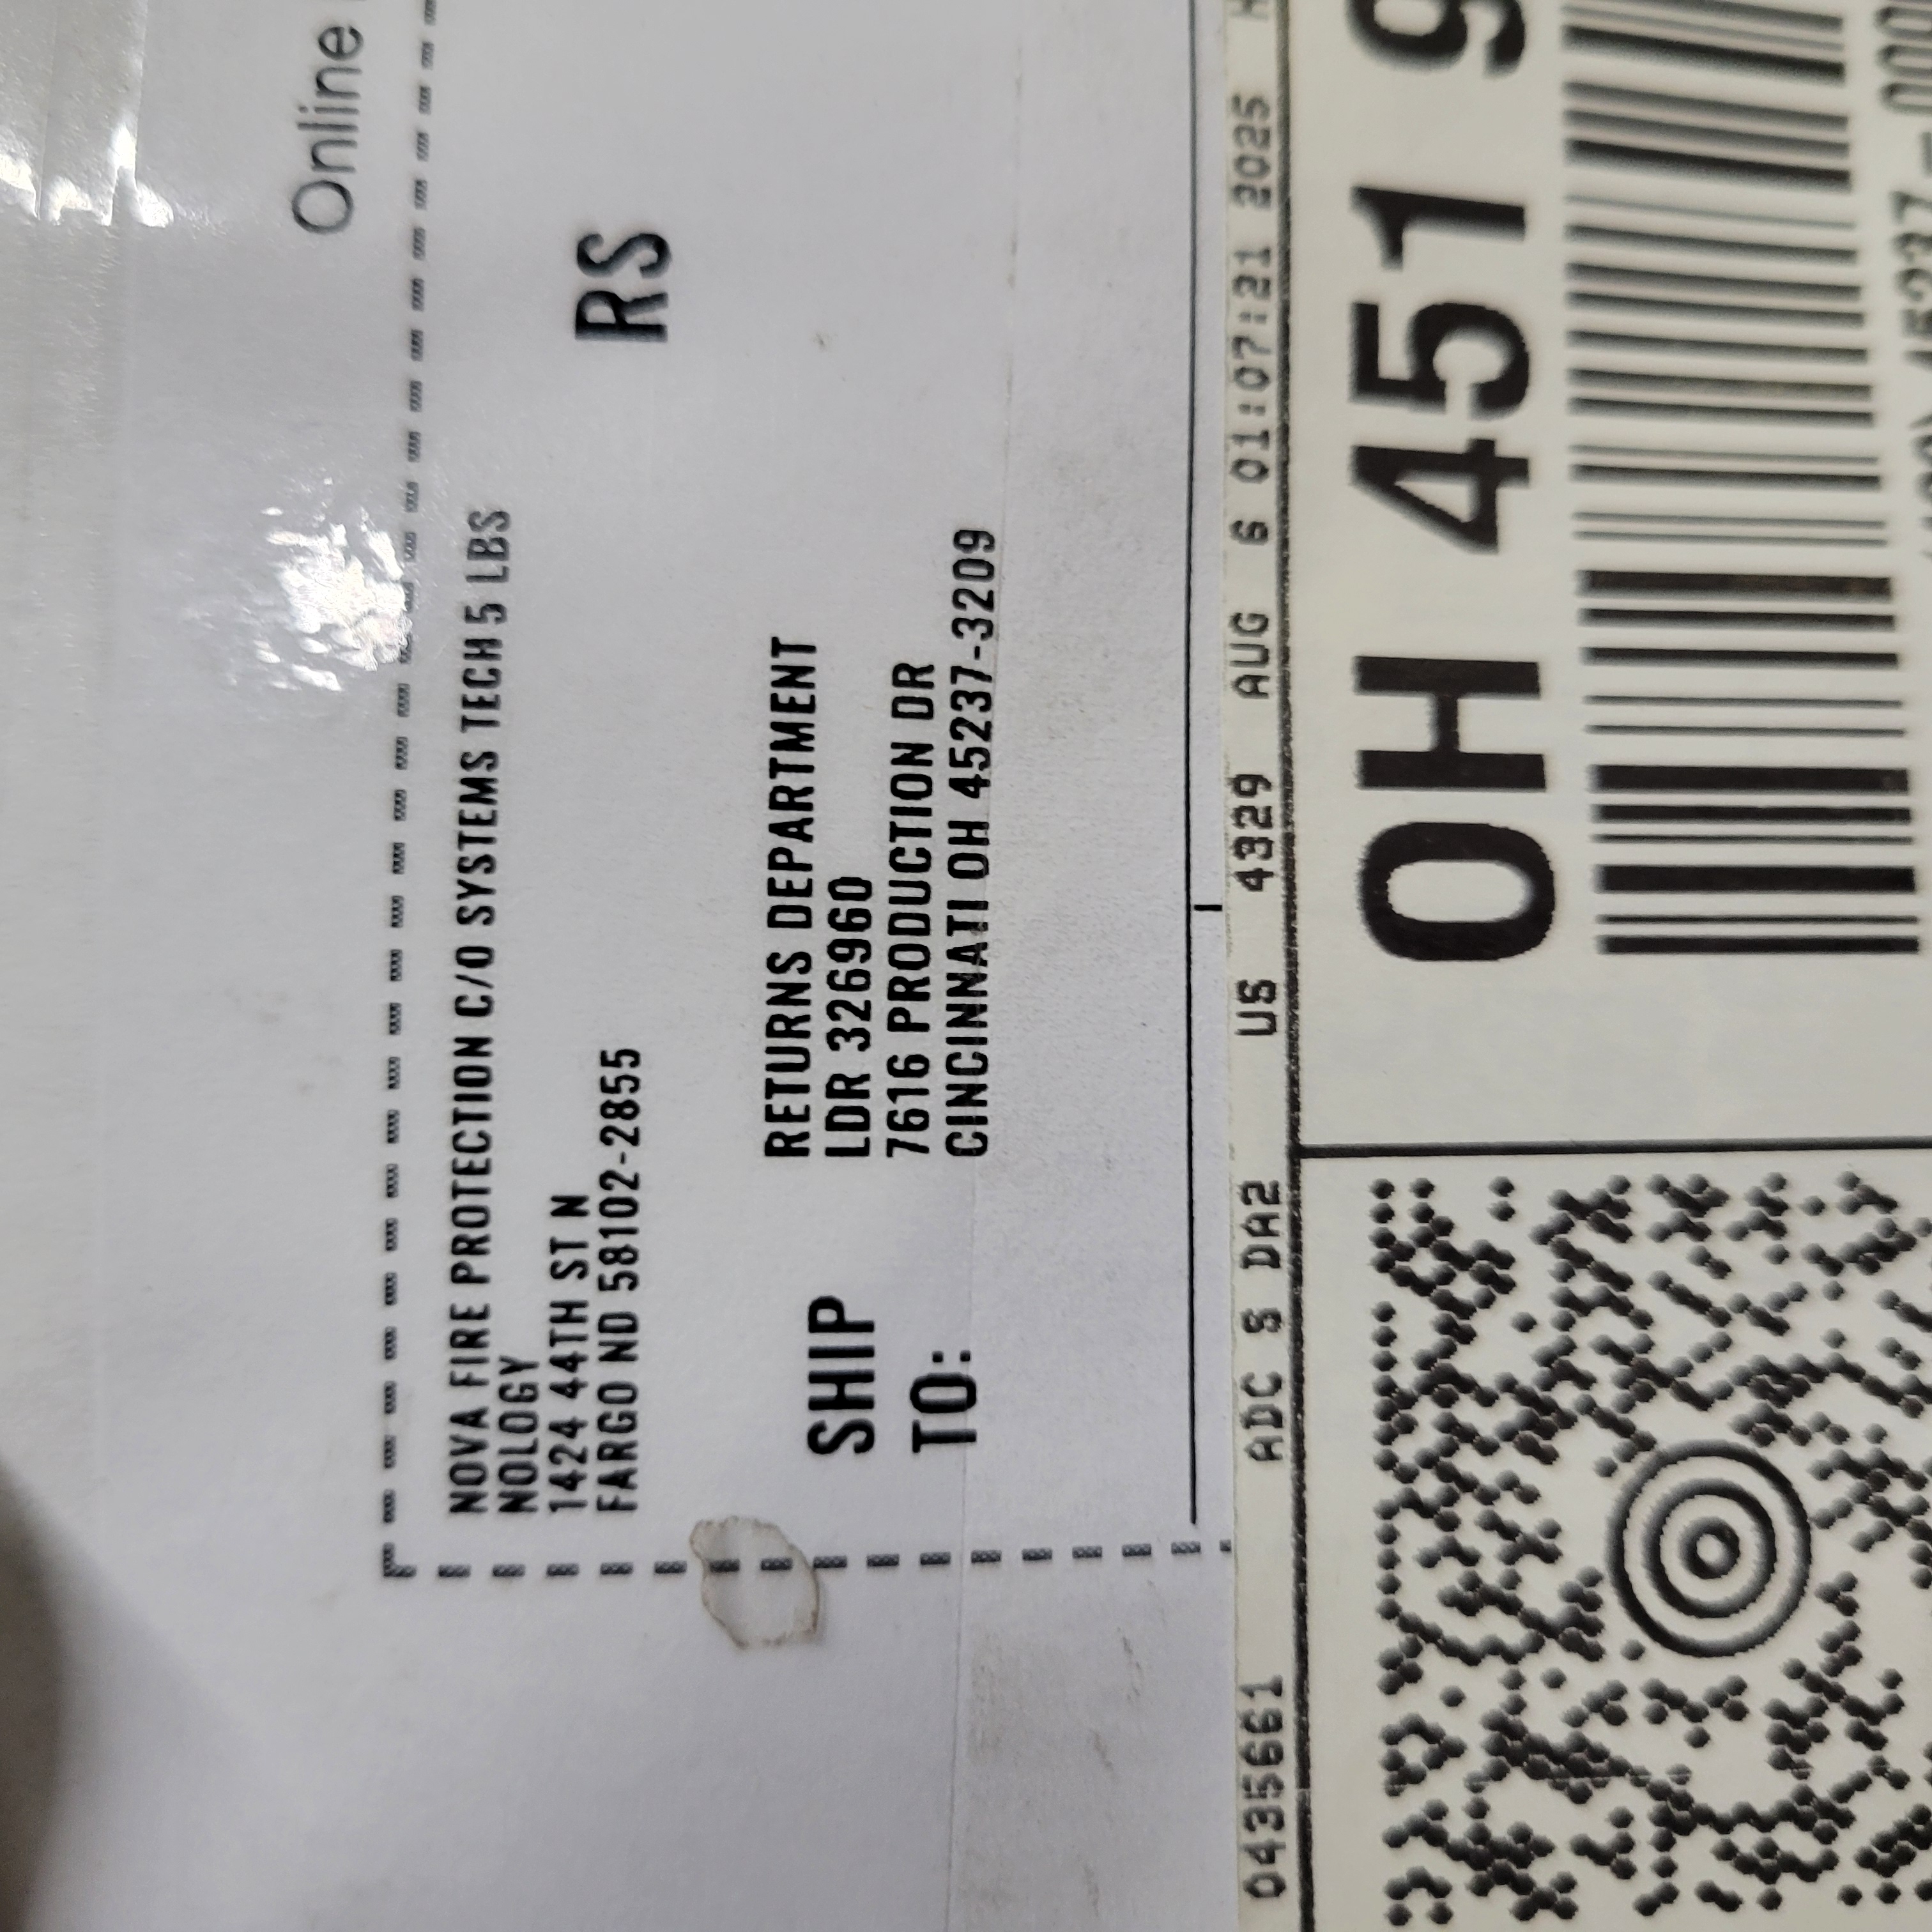 Online
NOVA FIRE PROTECTION C/O SYSTEMS TECH 5 LBS
NOLOGY
1424 44TH ST N
FARGO ND 58102-2855
RS
SHIP
TO:
RETURNS DEPARTMENT
LDR 326960
7616 PRODUCTION DR
CINCINNATI OH 45237-3209
0435661 ADC S DA2 US 4329 AUG 6 01:07:21 2025
OH 451 9